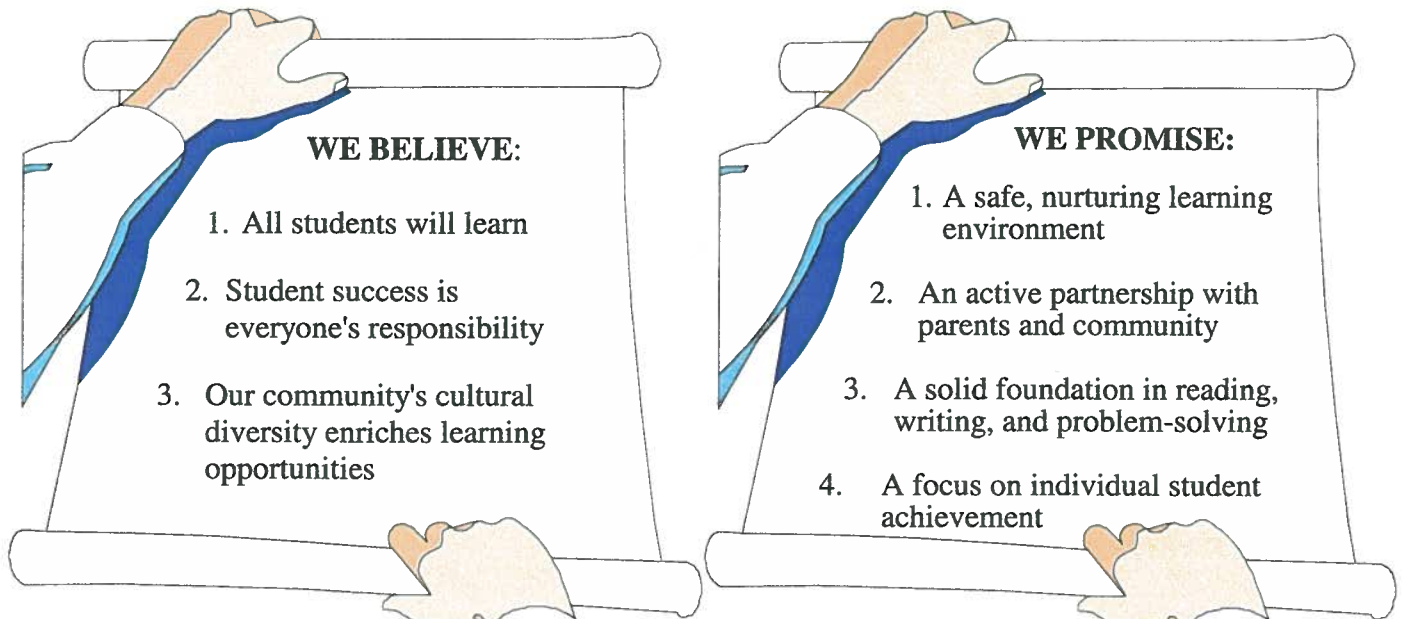 WE BELIEVE:
1. All students will learn
2. Student success is
everyone's responsibility
3. Our community's cultural
diversity enriches learning
opportunities
WE PROMISE:
1. A safe, nurturing learning
environment
2. An active partnership with
parents and community
3. A solid foundation in reading,
writing, and problem-solving
4. A focus on individual student
achievement